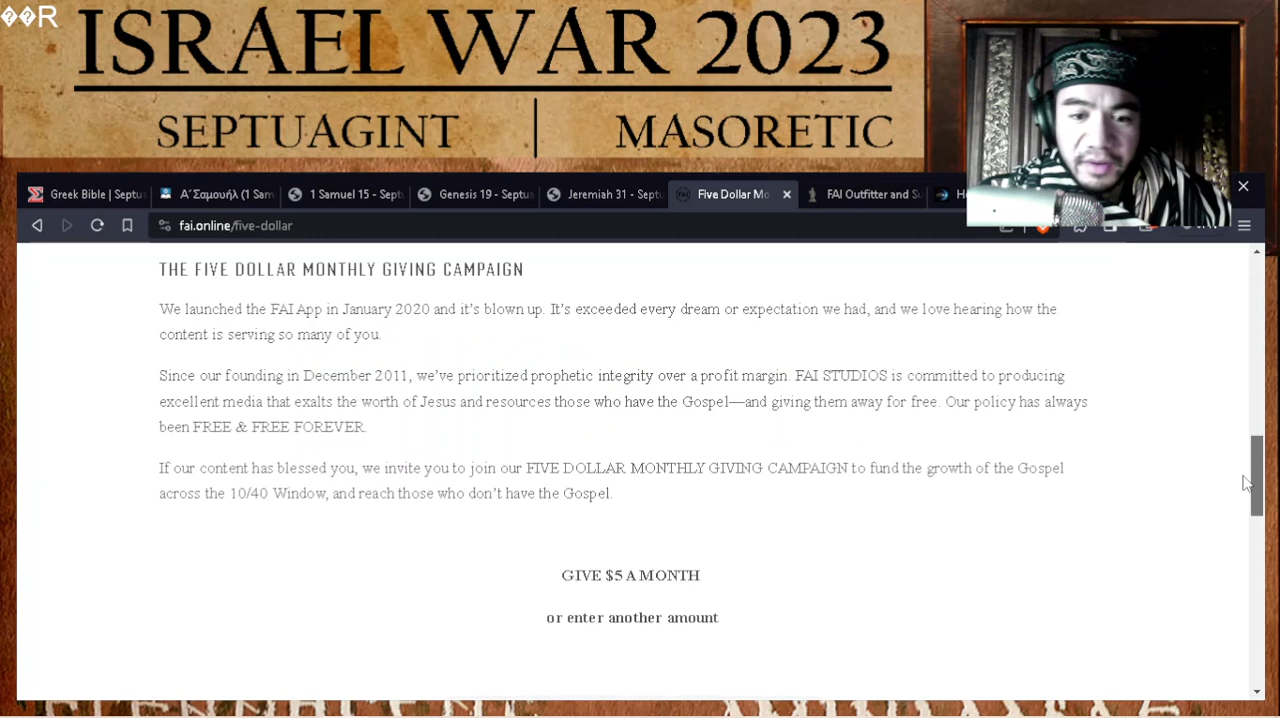 ��R
ISRAEL WAR 2023
SEPTUAGINT | MASORETIC
Greek Bible | Septu
Α΄ Σαμουήλ (1 Sam
1 Samuel 15 - Sept
Genesis 19 - Septua
Jeremiah 31 - Septu
Five Dollar Mo
FAI Outfitter and Su
fai.online/five-dollar
THE FIVE DOLLAR MONTHLY GIVING CAMPAIGN
We launched the FAI App in January 2020 and it’s blown up. It’s exceeded every dream or expectation we had, and we love hearing how the
content is serving so many of you.
Since our founding in December 2011, we’ve prioritized prophetic integrity over a profit margin. FAI STUDIOS is committed to producing
excellent media that exalts the worth of Jesus and resources those who have the Gospel—and giving them away for free. Our policy has always
been FREE & FREE FOREVER.
If our content has blessed you, we invite you to join our FIVE DOLLAR MONTHLY GIVING CAMPAIGN to fund the growth of the Gospel
across the 10/40 Window, and reach those who don’t have the Gospel.
GIVE $5 A MONTH
or enter another amount